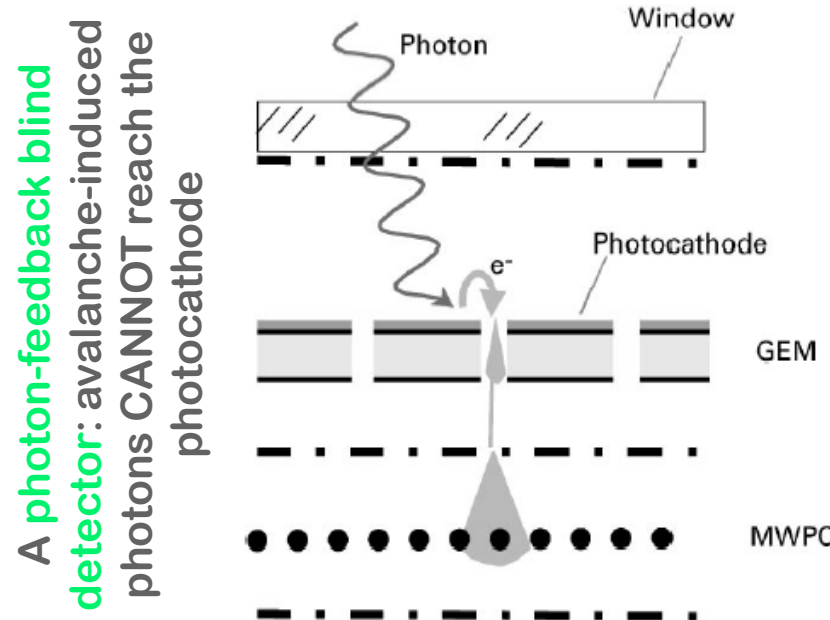 A photon-feedback blind
detector: avalanche-induced
photons CANNOT reach the
photocathode
Window
Photon
Photocathode
e-
GEM
MWPC